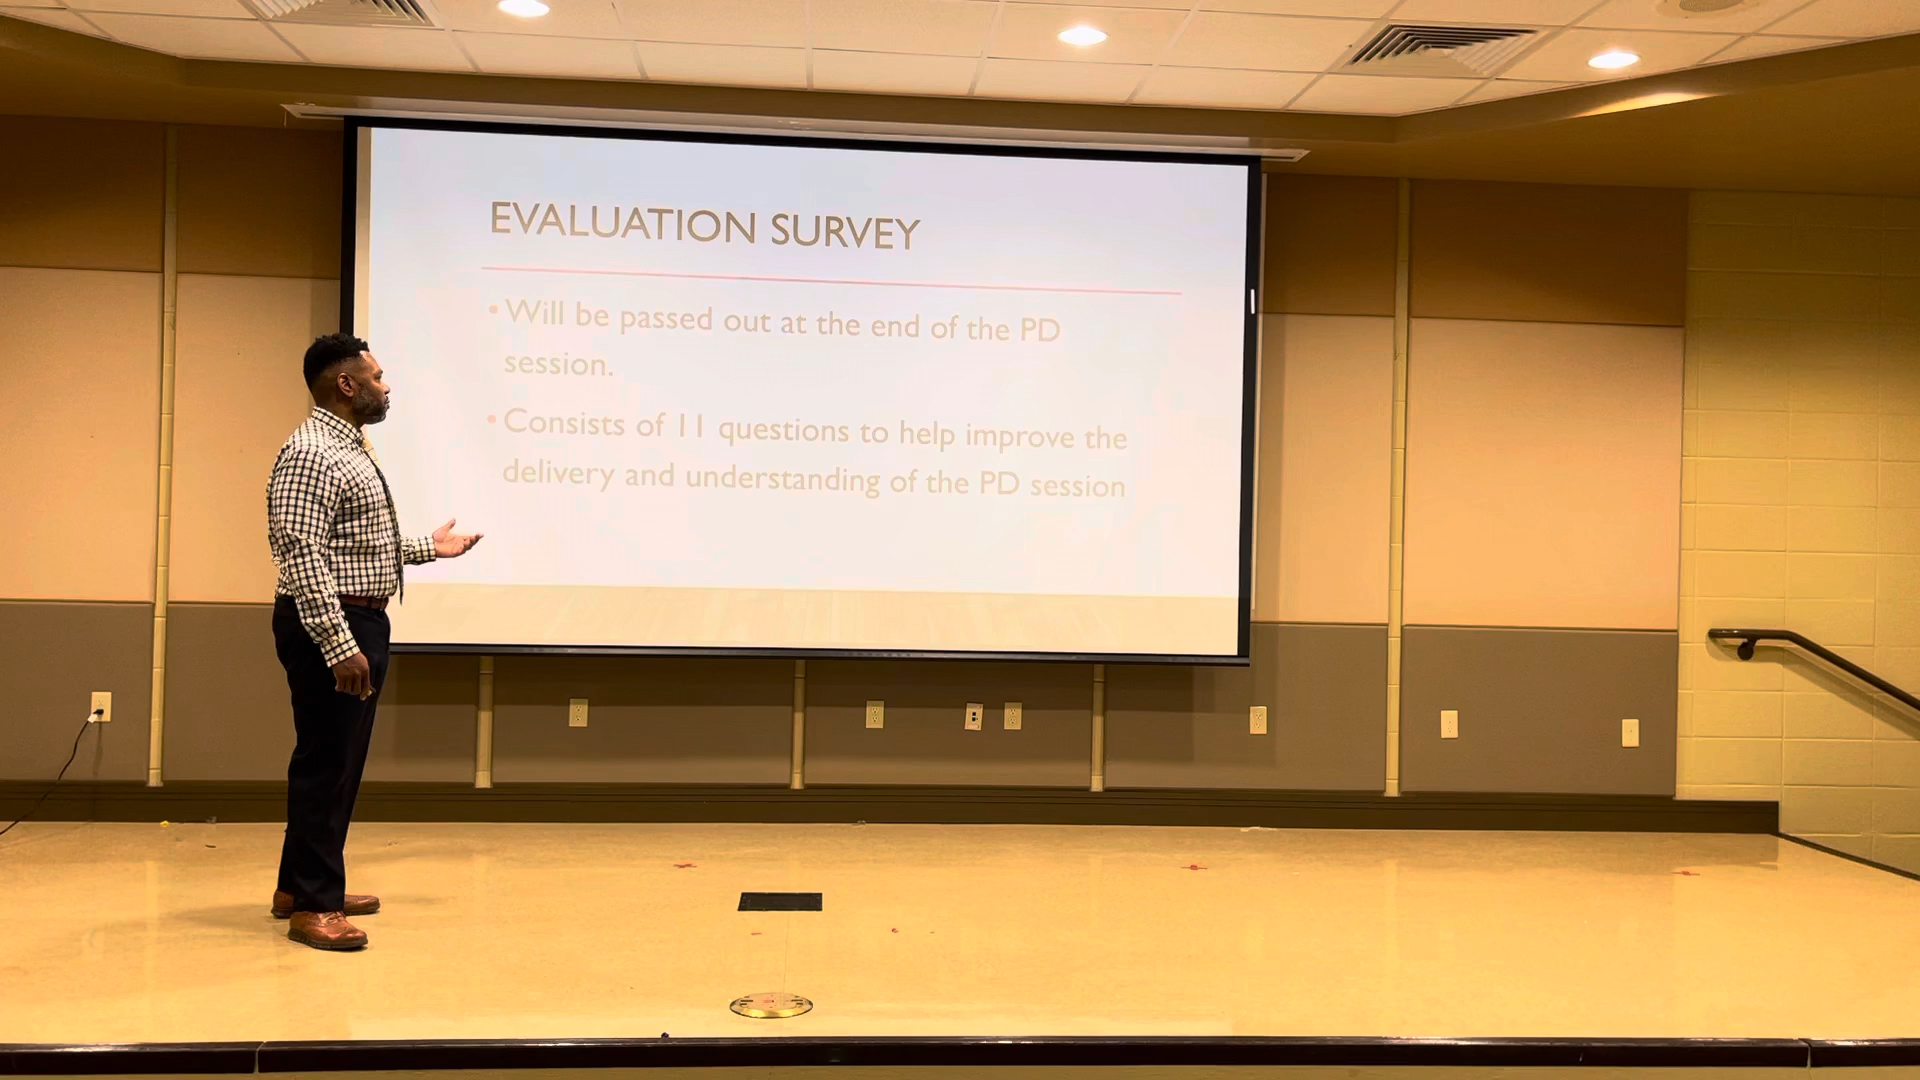 EVALUATION SURVEY
• Will be passed out at the end of the PD
session.
• Consists of 11 questions to help improve the
delivery and understanding of the PD session